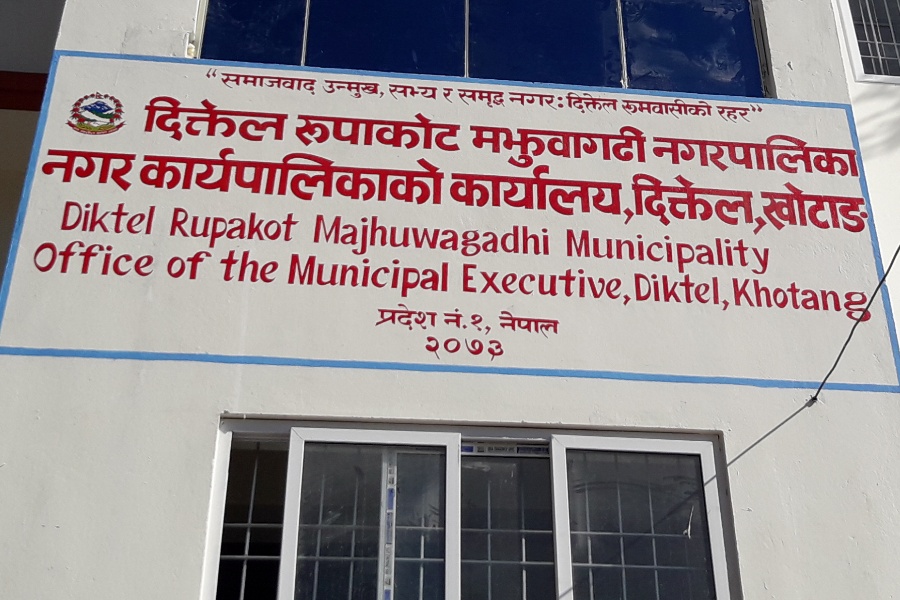 “समाजवाद उन्मुख, सभ्य र समृद्ध नगर: दिक्तेल रूमवासीको रहर”
दिक्तेल रूपाकोट मझुवागढी नगरपालिका
नगर कार्यपालिकाको कार्यालय,दिक्तेल,खोटाङ
Diktel Rupakot Majhuwagadhi Municipality
Office of the Municipal Executive,Diktel,Khotang
प्रदेश नं.१, नेपाल
२०७३